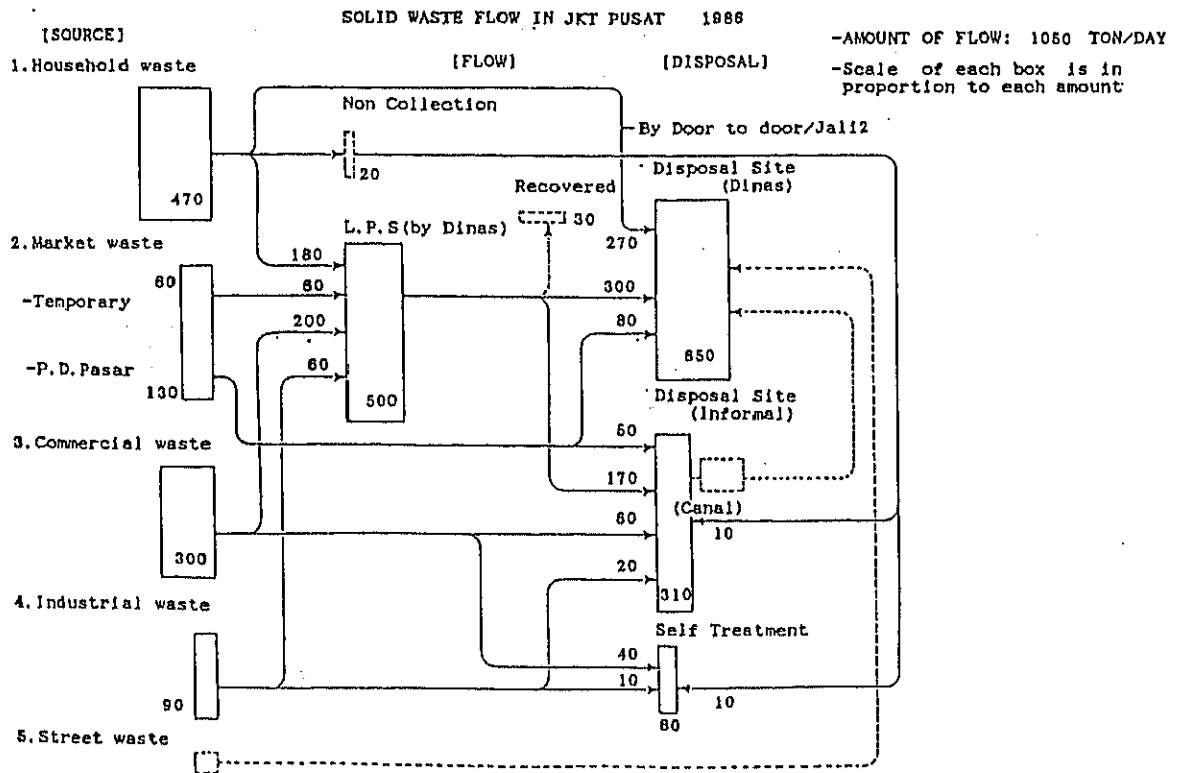 SOLID WASTE FLOW IN JKT PUSAT 1986
-AMOUNT OF FLOW: 1050 TON/DAY
-Scale of each box is in
proportion to each amount
[SOURCE]
[FLOW]
[DISPOSAL]
1.Household waste
470
Non Collection
20
By Door to door/Jali2
Recovered
30
Disposal Site
(Dinas)
270
300
80
650
2.Market waste
60
-Temporary
-P.D.Pasar
130
L.P.S(by Dinas)
180
60
200
60
500
Disposal Site
(Informal)
50
170
60
20
(Canal)
10
310
3.Commercial waste
300
4.Industrial waste
90
Self Treatment
40
10
10
60
5.Street waste